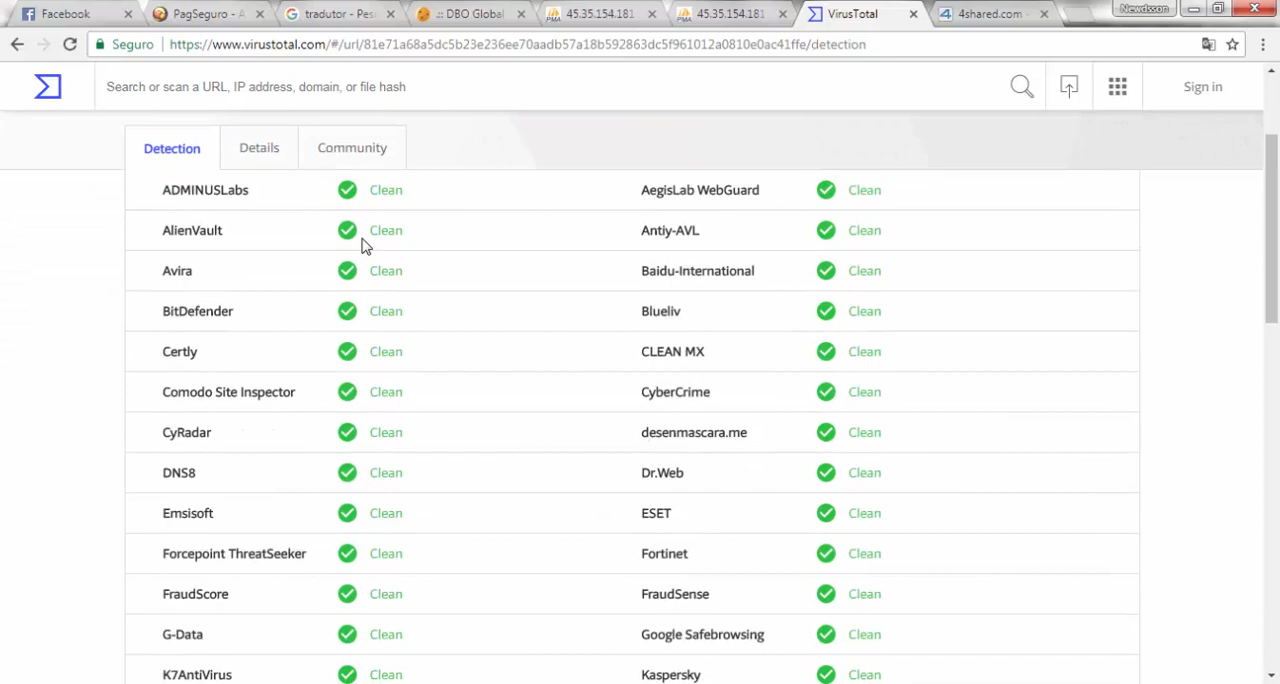 Facebook
PagSeguro - A
tradutor - Pes
.:: DBO Global
PMA 45.35.154.181
PMA 45.35.154.181
VirusTotal
4shared.com -
Newdsson
Seguro https://www.virustotal.com/#/url/81e71a68a5dc5b23e236ee70aadb57a18b592863dc5f961012a0810e0ac41ffe/detection
Search or scan a URL, IP address, domain, or file hash
Sign in
Detection Details Community
ADMINUSLabs Clean AegisLab WebGuard Clean
AlienVault Clean Antiy-AVL Clean
Avira Clean Baidu-International Clean
BitDefender Clean Blueliv Clean
Certly Clean CLEAN MX Clean
Comodo Site Inspector Clean CyberCrime Clean
CyRadar Clean desenmascara.me Clean
DNS8 Clean Dr.Web Clean
Emsisoft Clean ESET Clean
Forcepoint ThreatSeeker Clean Fortinet Clean
FraudScore Clean FraudSense Clean
G-Data Clean Google Safebrowsing Clean
K7AntiVirus Clean Kaspersky Clean